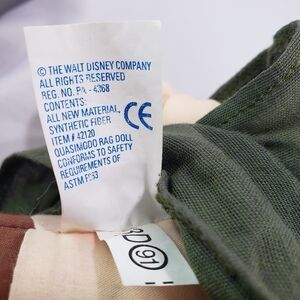 © THE WALT DISNEY COMPANY
ALL RIGHTS RESERVED
REG. NO. PA - 4368
CONTENTS:
ALL NEW MATERIAL,
SYNTHETIC FIBER
ITEM # 42120
QUASIMODO RAG DOLL
CONFORMS TO SAFETY
REQUIREMENTS OF
ASTM F963
CE
91